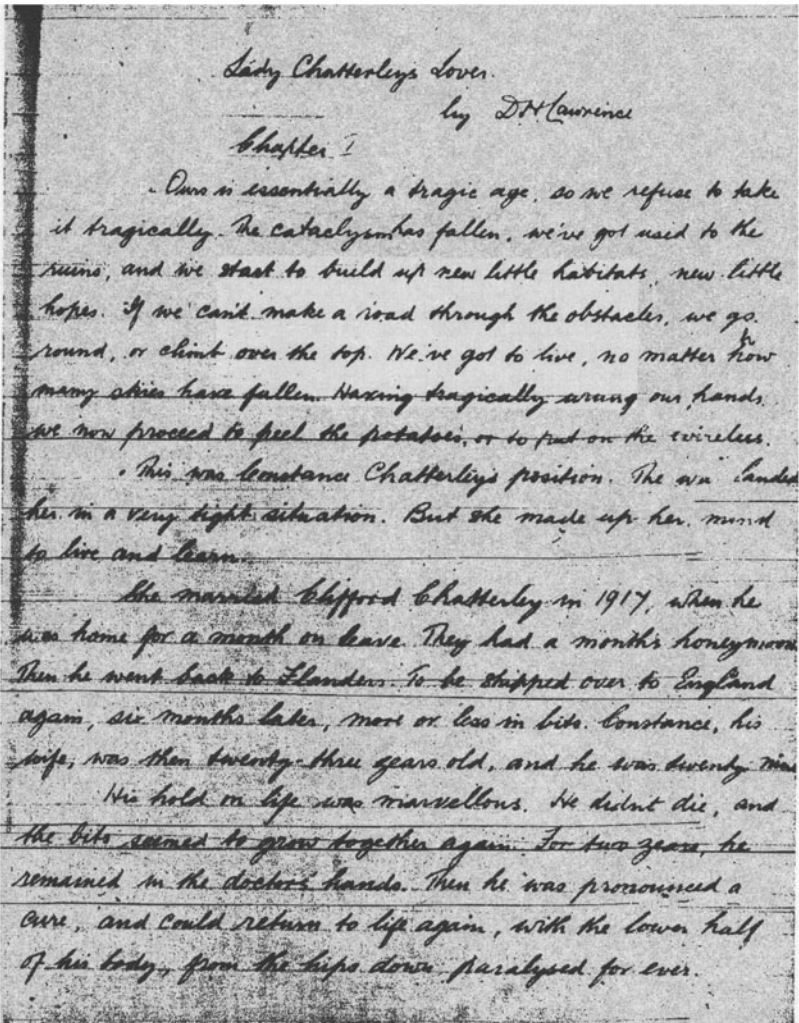 Lady Chatterleys Lover.
by D H Lawrence
Chapter I
Ours is essentially a tragic age, so we refuse to take
it tragically. The cataclysm has fallen, we've got used to the
ruins, and we start to build up new little habitats, new little
hopes. If we can't make a road through the obstacles, we go
round, or climb over the top. We've got to live, no matter how
many skies have fallen. Having tragically wrung our hands,
we now proceed to peel the potatoes, or to put on the wireless.
This was Constance Chatterley's position. The war landed
her in a very tight situation. But she made up her mind
to live and learn.
She married Clifford Chatterley in 1917, when he
was home for a month on leave. They had a month's honeymoon.
Then he went back to Flanders. To be shipped over to England
again, six months later, more or less in bits. Constance, his
wife, was then twenty-three years old, and he was twenty nine
His hold on life was marvellous. He didn't die, and
the bits seemed to grow together again. For two years, he
remained in the doctor's hands. Then he was pronounced a
cure, and could return to life again, with the lower half
of his body, from the hips down paralysed for ever.